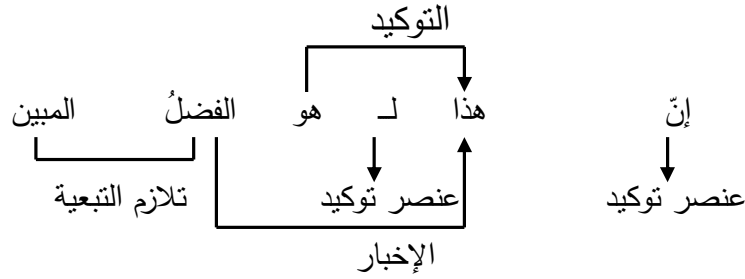 التوكيد
إنّ هذا لـ هو الفضلُ المبين
عنصر توكيد عنصر توكيد تلازم التبعية
الإخبار